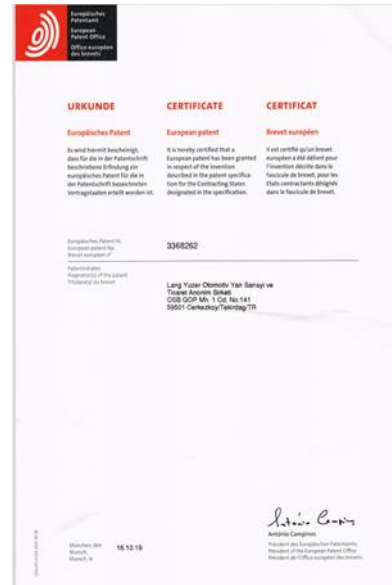 Europäisches
Patentamt
European
Patent Office
Office européen
des brevets
URKUNDE
Europäisches Patent
Es wird hiermit bescheinigt,
dass für die in der Patentschrift
beschriebene Erfindung ein
europäisches Patent für die in
der Patentschrift bezeichneten
Vertragsstaaten erteilt worden ist.
CERTIFICATE
European patent
It is hereby certified that a
European patent has been granted
in respect of the invention
described in the patent specifica-
tion for the Contracting States
designated in the specification.
CERTIFICAT
Brevet européen
Il est certifié qu'un brevet
européen a été délivré pour
l'invention décrite dans le
fascicule de brevet, pour les
Etats contractants désignés
dans le fascicule de brevet.
Europäisches Patent Nr.
European patent No.
Brevet européen n°
3368262
Patentinhaber
Proprietor(s) of the patent
Titulaire(s) du brevet
Lang Yuzer Otomotiv Yan Sanayi ve
Ticaret Anonim Sirketi
OSB GOP Mh. 1 Cd. No:141
59501 Cerkezkoy/Tekirdag/TR
António Campinos
António Campinos
Präsident des Europäischen Patentamts
President of the European Patent Office
Président de l'Office européen des brevets
München, den
Munich,
Munich, le
16.10.19